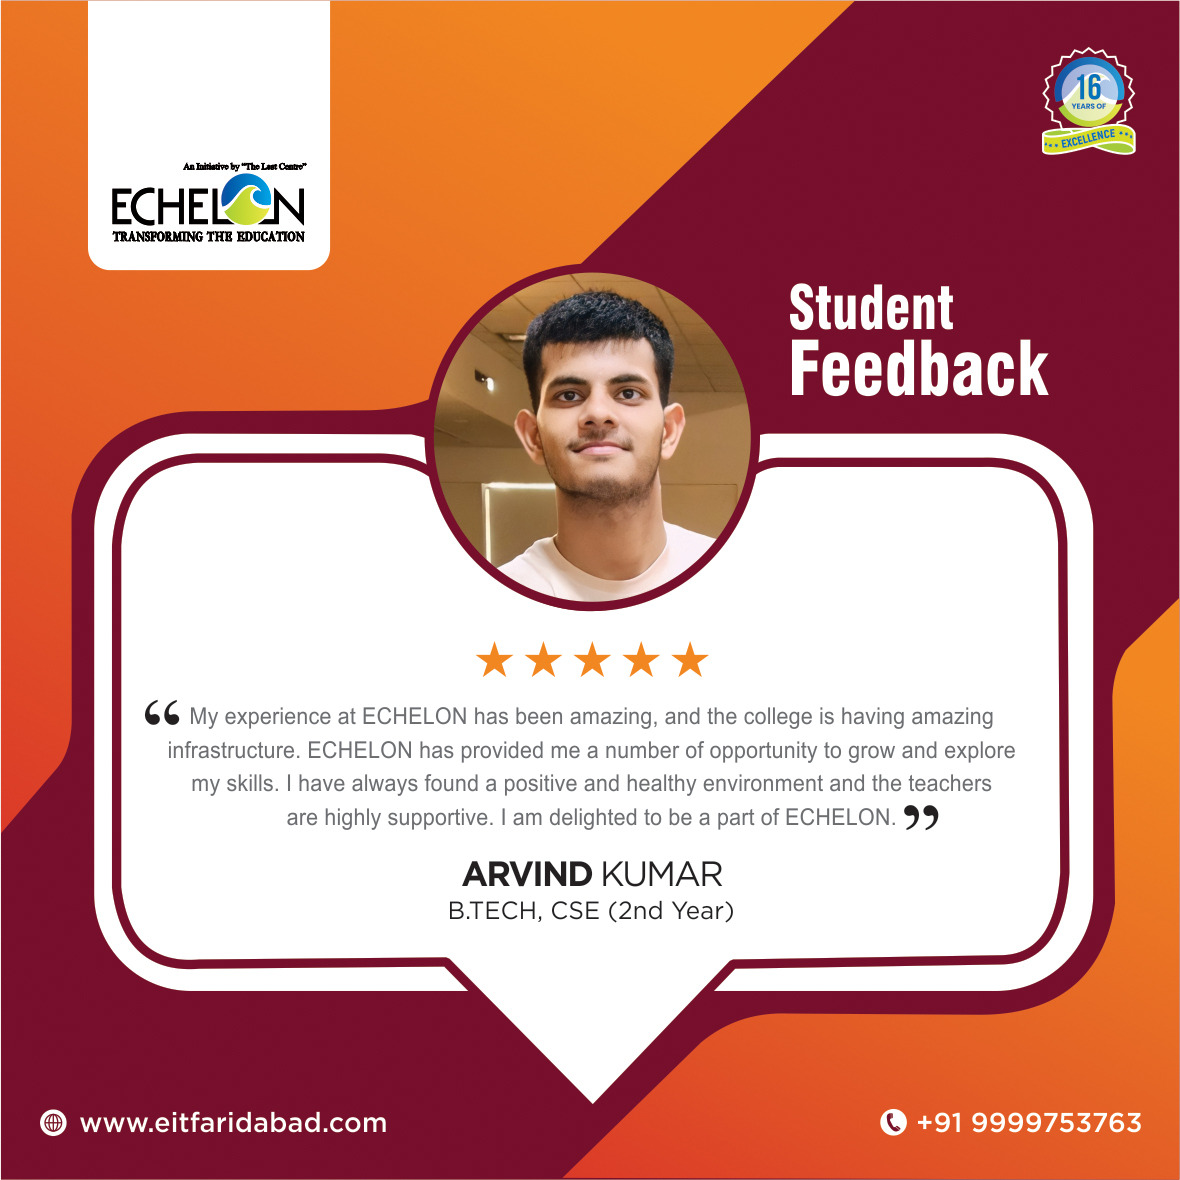 An Initiative by "The Last Centre"
ECHELON
TRANSFORMING THE EDUCATION
16
YEARS OF
EXCELLENCE
Student
Feedback
“ My experience at ECHELON has been amazing, and the college is having amazing
infrastructure. ECHELON has provided me a number of opportunity to grow and explore
my skills. I have always found a positive and healthy environment and the teachers
are highly supportive. I am delighted to be a part of ECHELON. ”
ARVIND KUMAR
B.TECH, CSE (2nd Year)
www.eitfaridabad.com
+91 9999753763